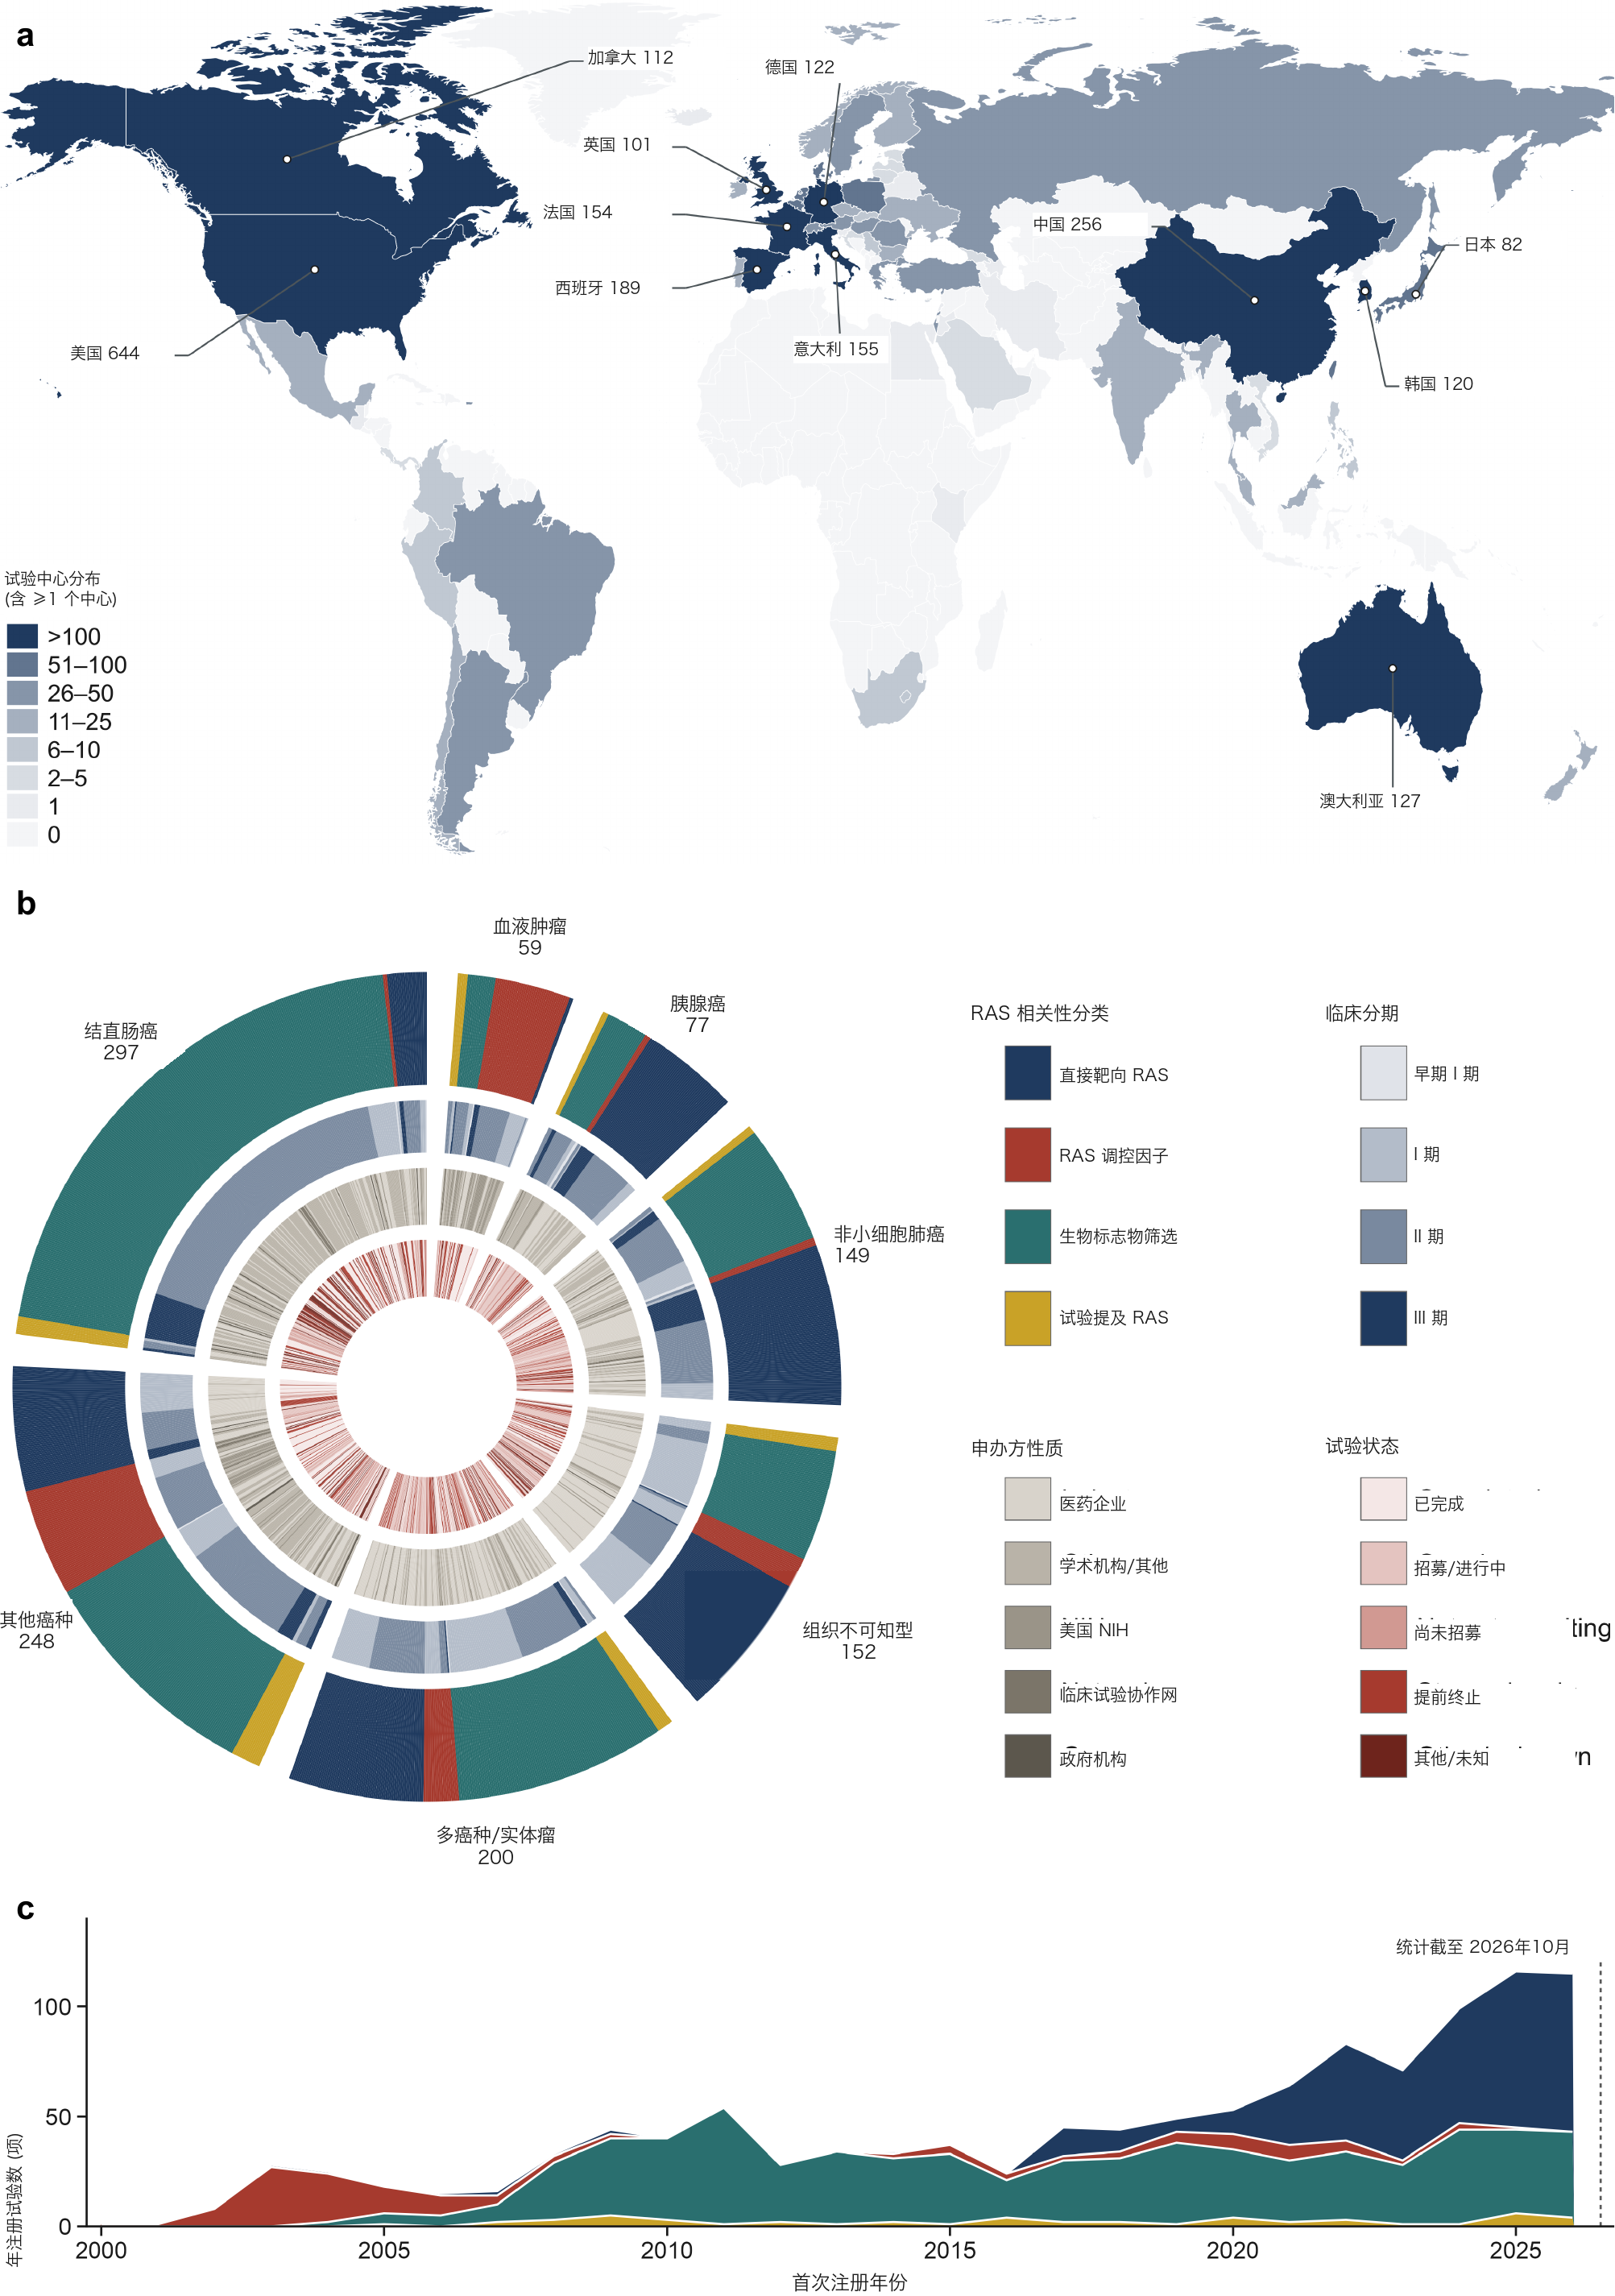 a
加拿大 112
德国 122
英国 101
法国 154
中国 256
日本 82
西班牙 189
意大利 155
美国 644
韩国 120
试验中心分布
(含 ≥1 个中心)
>100
51–100
26–50
11–25
6–10
2–5
1
0
澳大利亚 127
b
血液肿瘤
59
胰腺癌
77
结直肠癌
297
非小细胞肺癌
149
组织不可知型
152
其他癌种
248
多癌种/实体瘤
200
RAS 相关性分类
直接靶向 RAS
RAS 调控因子
生物标志物筛选
试验提及 RAS
临床分期
早期 I 期
I 期
II 期
III 期
申办方性质
医药企业
学术机构/其他
美国 NIH
临床试验协作网
政府机构
试验状态
已完成
招募/进行中
尚未招募 ting
提前终止
其他/未知 n
c
统计截至 2026年10月
100
50
0
年注册试验数 (项)
2000 2005 2010 2015 2020 2025
首次注册年份